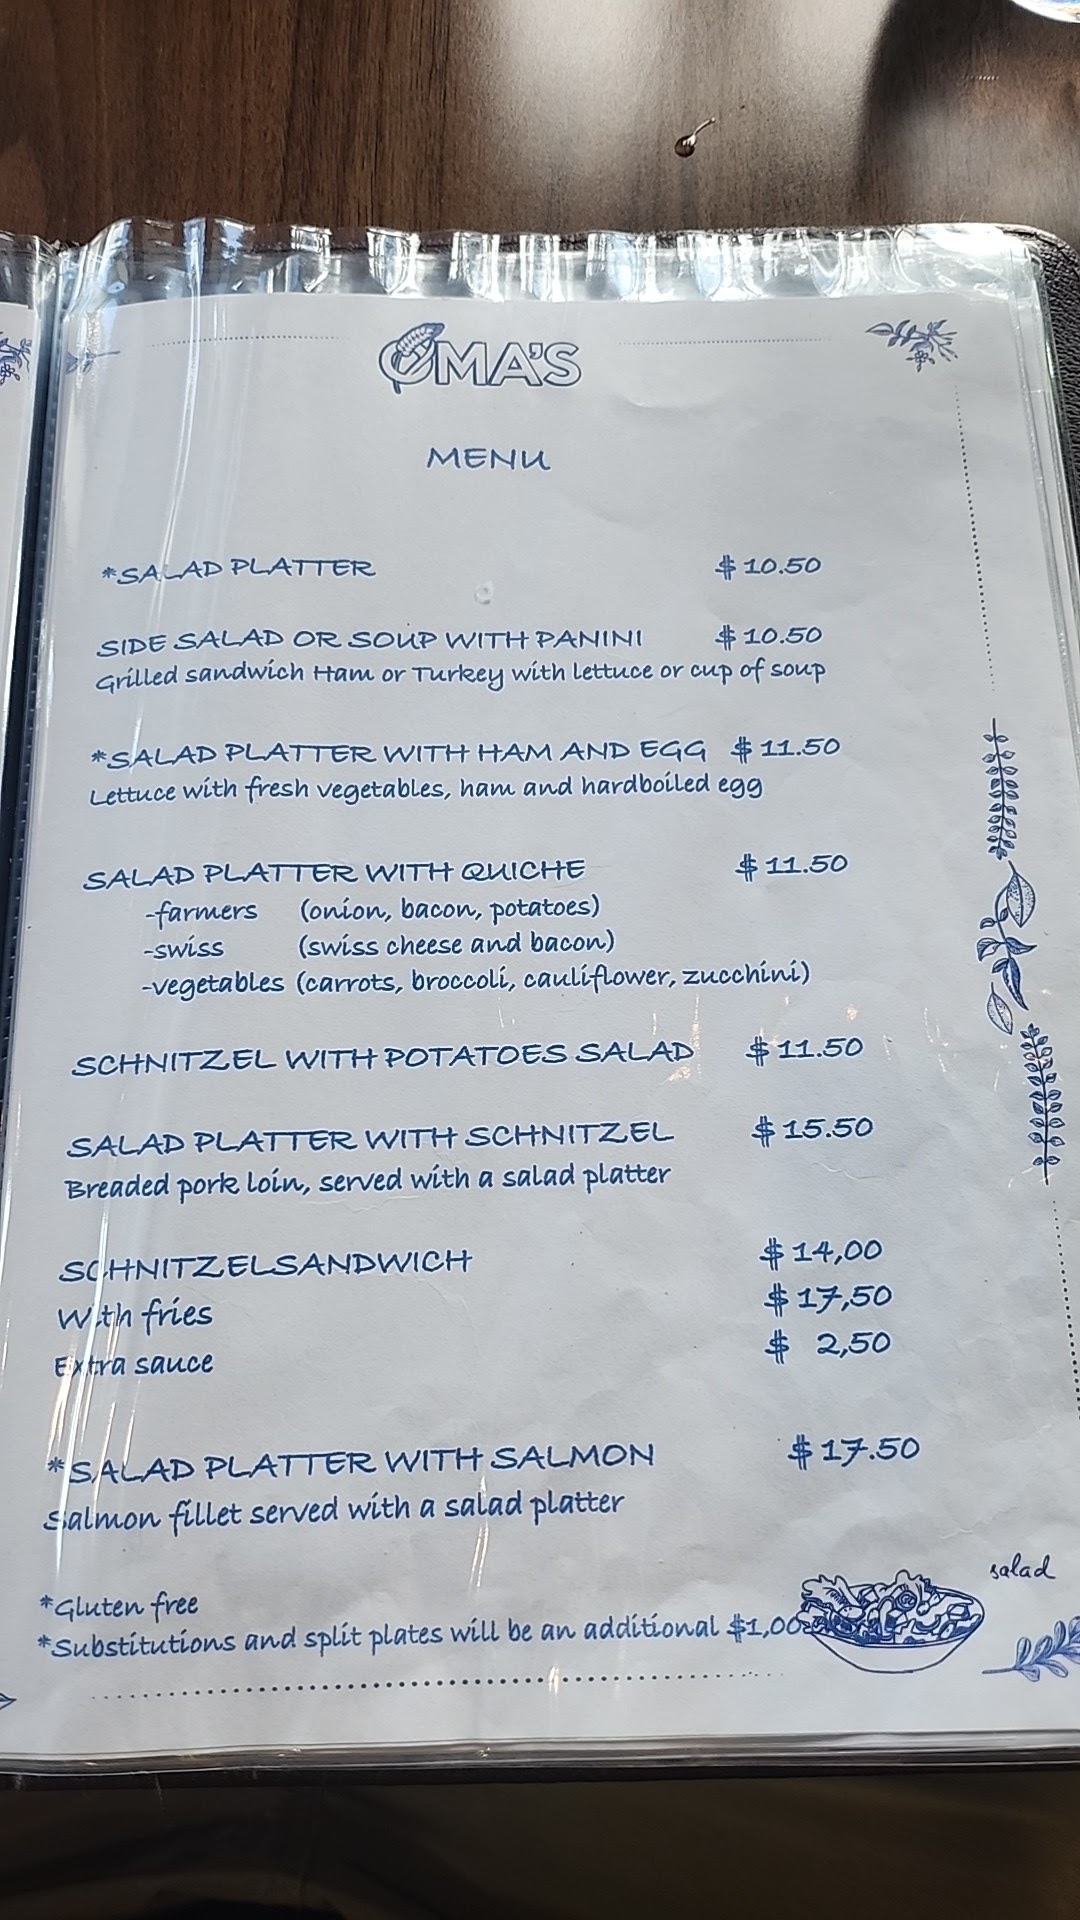 OMA'S
MENU
*SALAD PLATTER $ 10.50
SIDE SALAD OR SOUP WITH PANINI $ 10.50
Grilled sandwich Ham or Turkey with lettuce or cup of soup
*SALAD PLATTER WITH HAM AND EGG $ 11.50
Lettuce with fresh vegetables, ham and hardboiled egg
SALAD PLATTER WITH QUICHE $ 11.50
-farmers (onion, bacon, potatoes)
-swiss (swiss cheese and bacon)
-vegetables (carrots, broccoli, cauliflower, zucchini)
SCHNITZEL WITH POTATOES SALAD $ 11.50
SALAD PLATTER WITH SCHNITZEL $ 15.50
Breaded pork loin, served with a salad platter
SCHNITZELSANDWICH $ 14,00
With fries $ 17,50
Extra sauce $ 2,50
*SALAD PLATTER WITH SALMON $ 17.50
Salmon fillet served with a salad platter
salad
*Gluten free
*Substitutions and split plates will be an additional $1,00